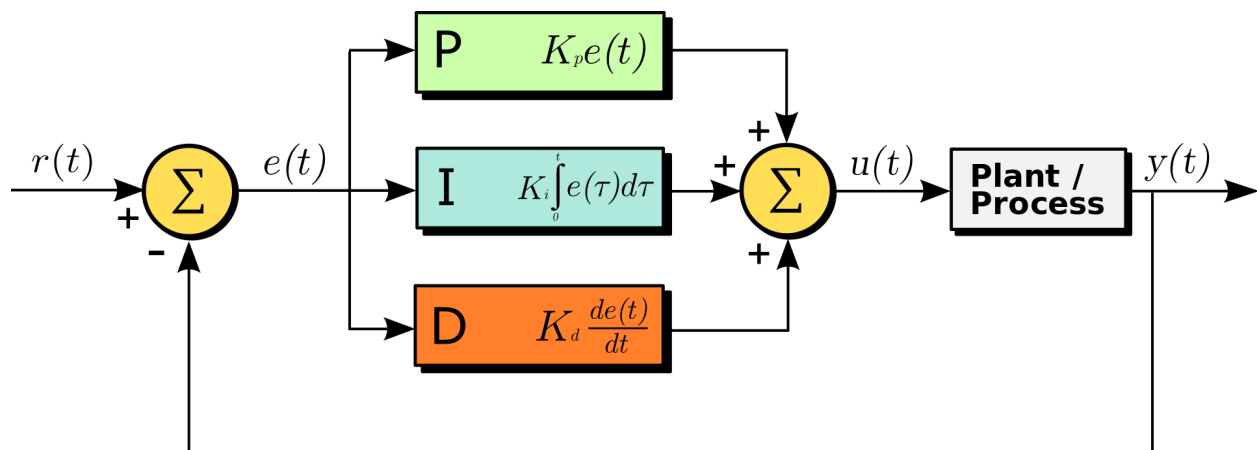 P K_p e(t)
r(t)
+
-
Σ
e(t)
I K_i ∫_0^t e(τ)dτ
D K_d de(t)/dt
+
+
+
Σ
u(t)
Plant /
Process
y(t)